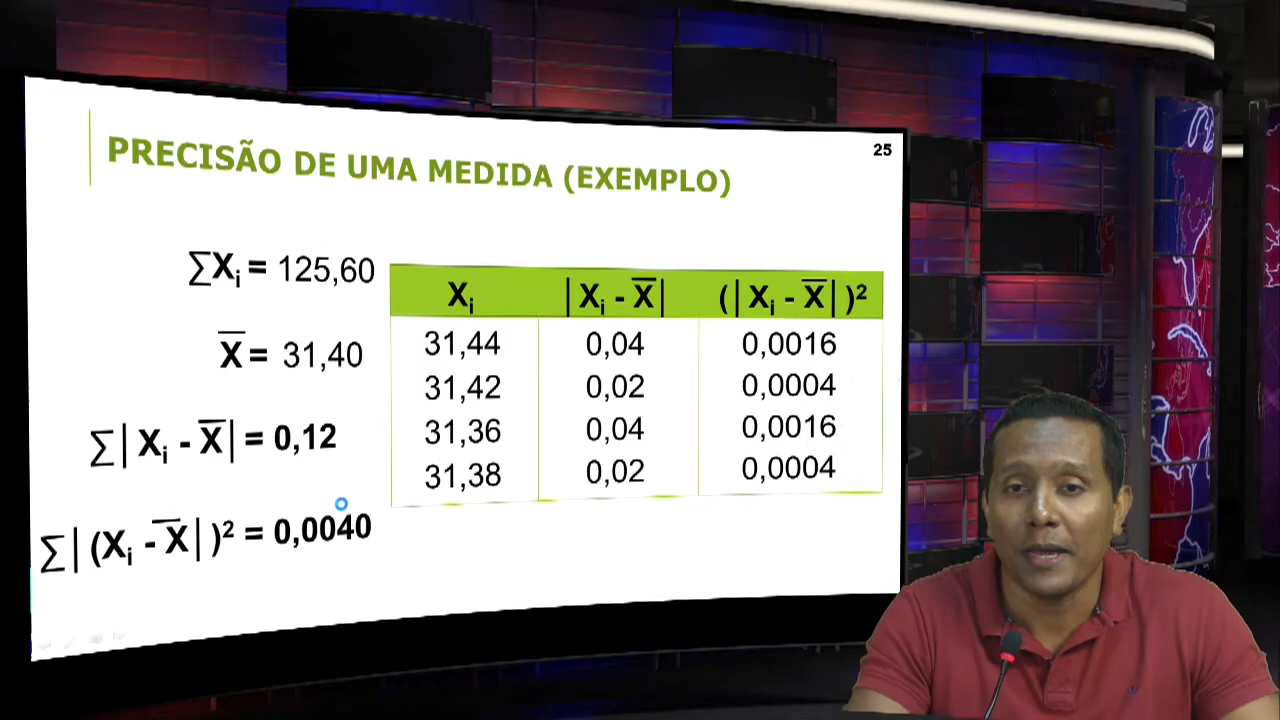 PRECISÃO DE UMA MEDIDA (EXEMPLO)
25
∑Xᵢ = 125,60
X̅ = 31,40
∑|Xᵢ - X̅| = 0,12
∑|(Xᵢ - X̅|)² = 0,0040
Xᵢ |Xᵢ - X̅| (|Xᵢ - X̅|)²
31,44 0,04 0,0016
31,42 0,02 0,0004
31,36 0,04 0,0016
31,38 0,02 0,0004